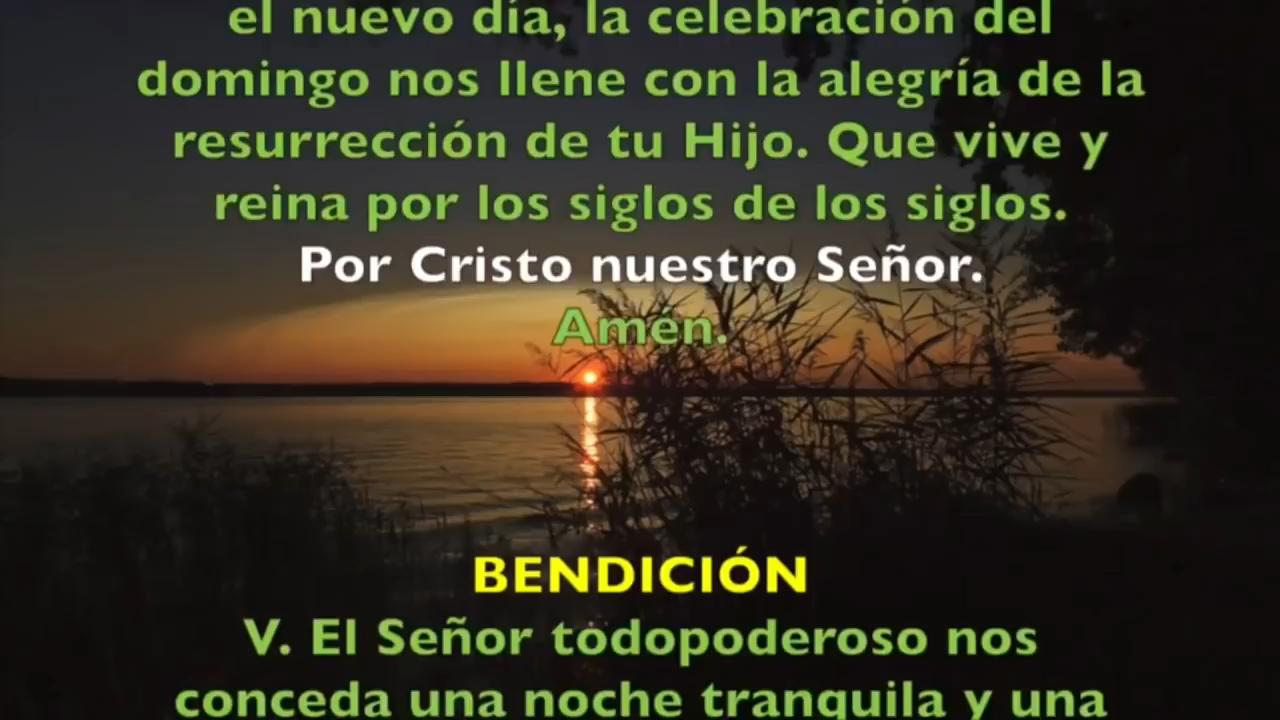 el nuevo día, la celebración del
domingo nos llene con la alegría de la
resurrección de tu Hijo. Que vive y
reina por los siglos de los siglos.
Por Cristo nuestro Señor.
Amén.
BENDICIÓN
V. El Señor todopoderoso nos
conceda una noche tranquila y una